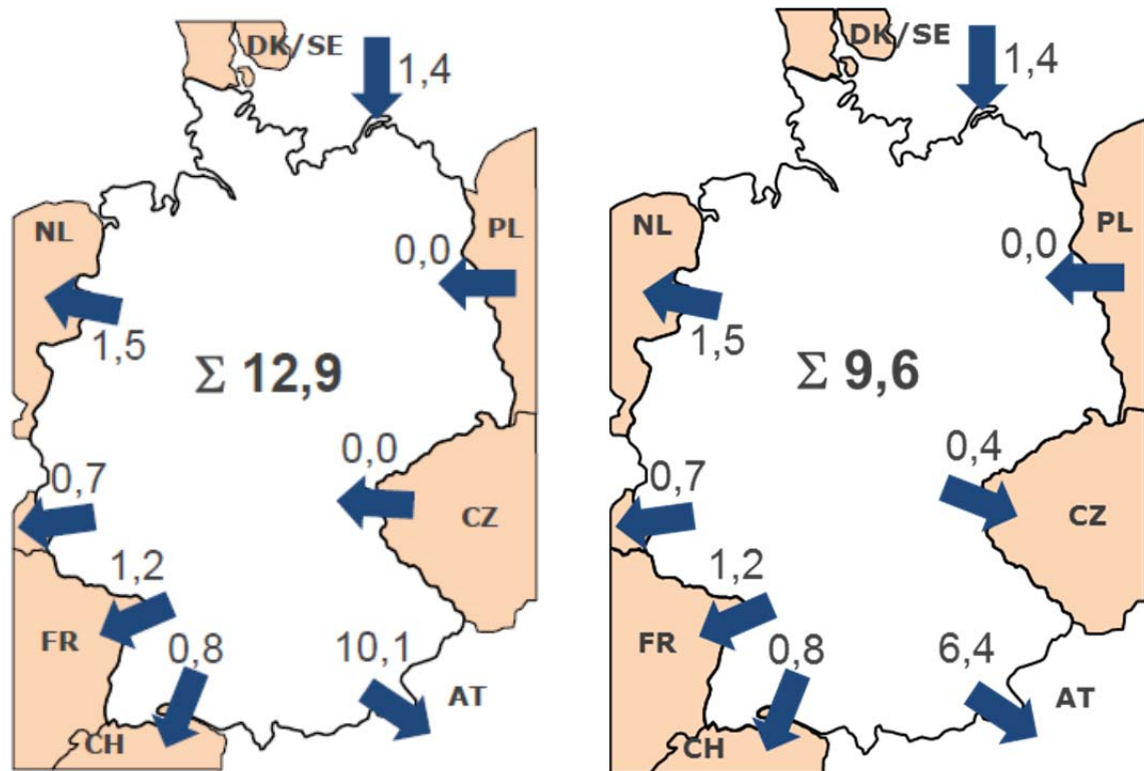 DK/SE
1,4
NL
PL
0,0
1,5
Σ 12,9
0,0
0,7
CZ
1,2
FR
0,8
10,1
AT
CH
DK/SE
1,4
NL
PL
0,0
1,5
Σ 9,6
0,4
0,7
CZ
1,2
FR
0,8
6,4
AT
CH